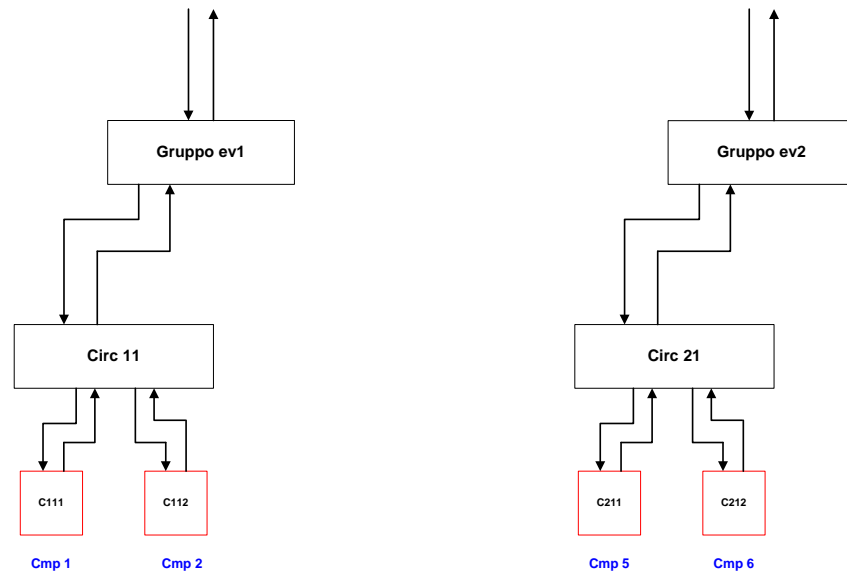 Gruppo ev1
Gruppo ev2
Circ 11
Circ 21
C111
C112
C211
C212
Cmp 1
Cmp 2
Cmp 5
Cmp 6